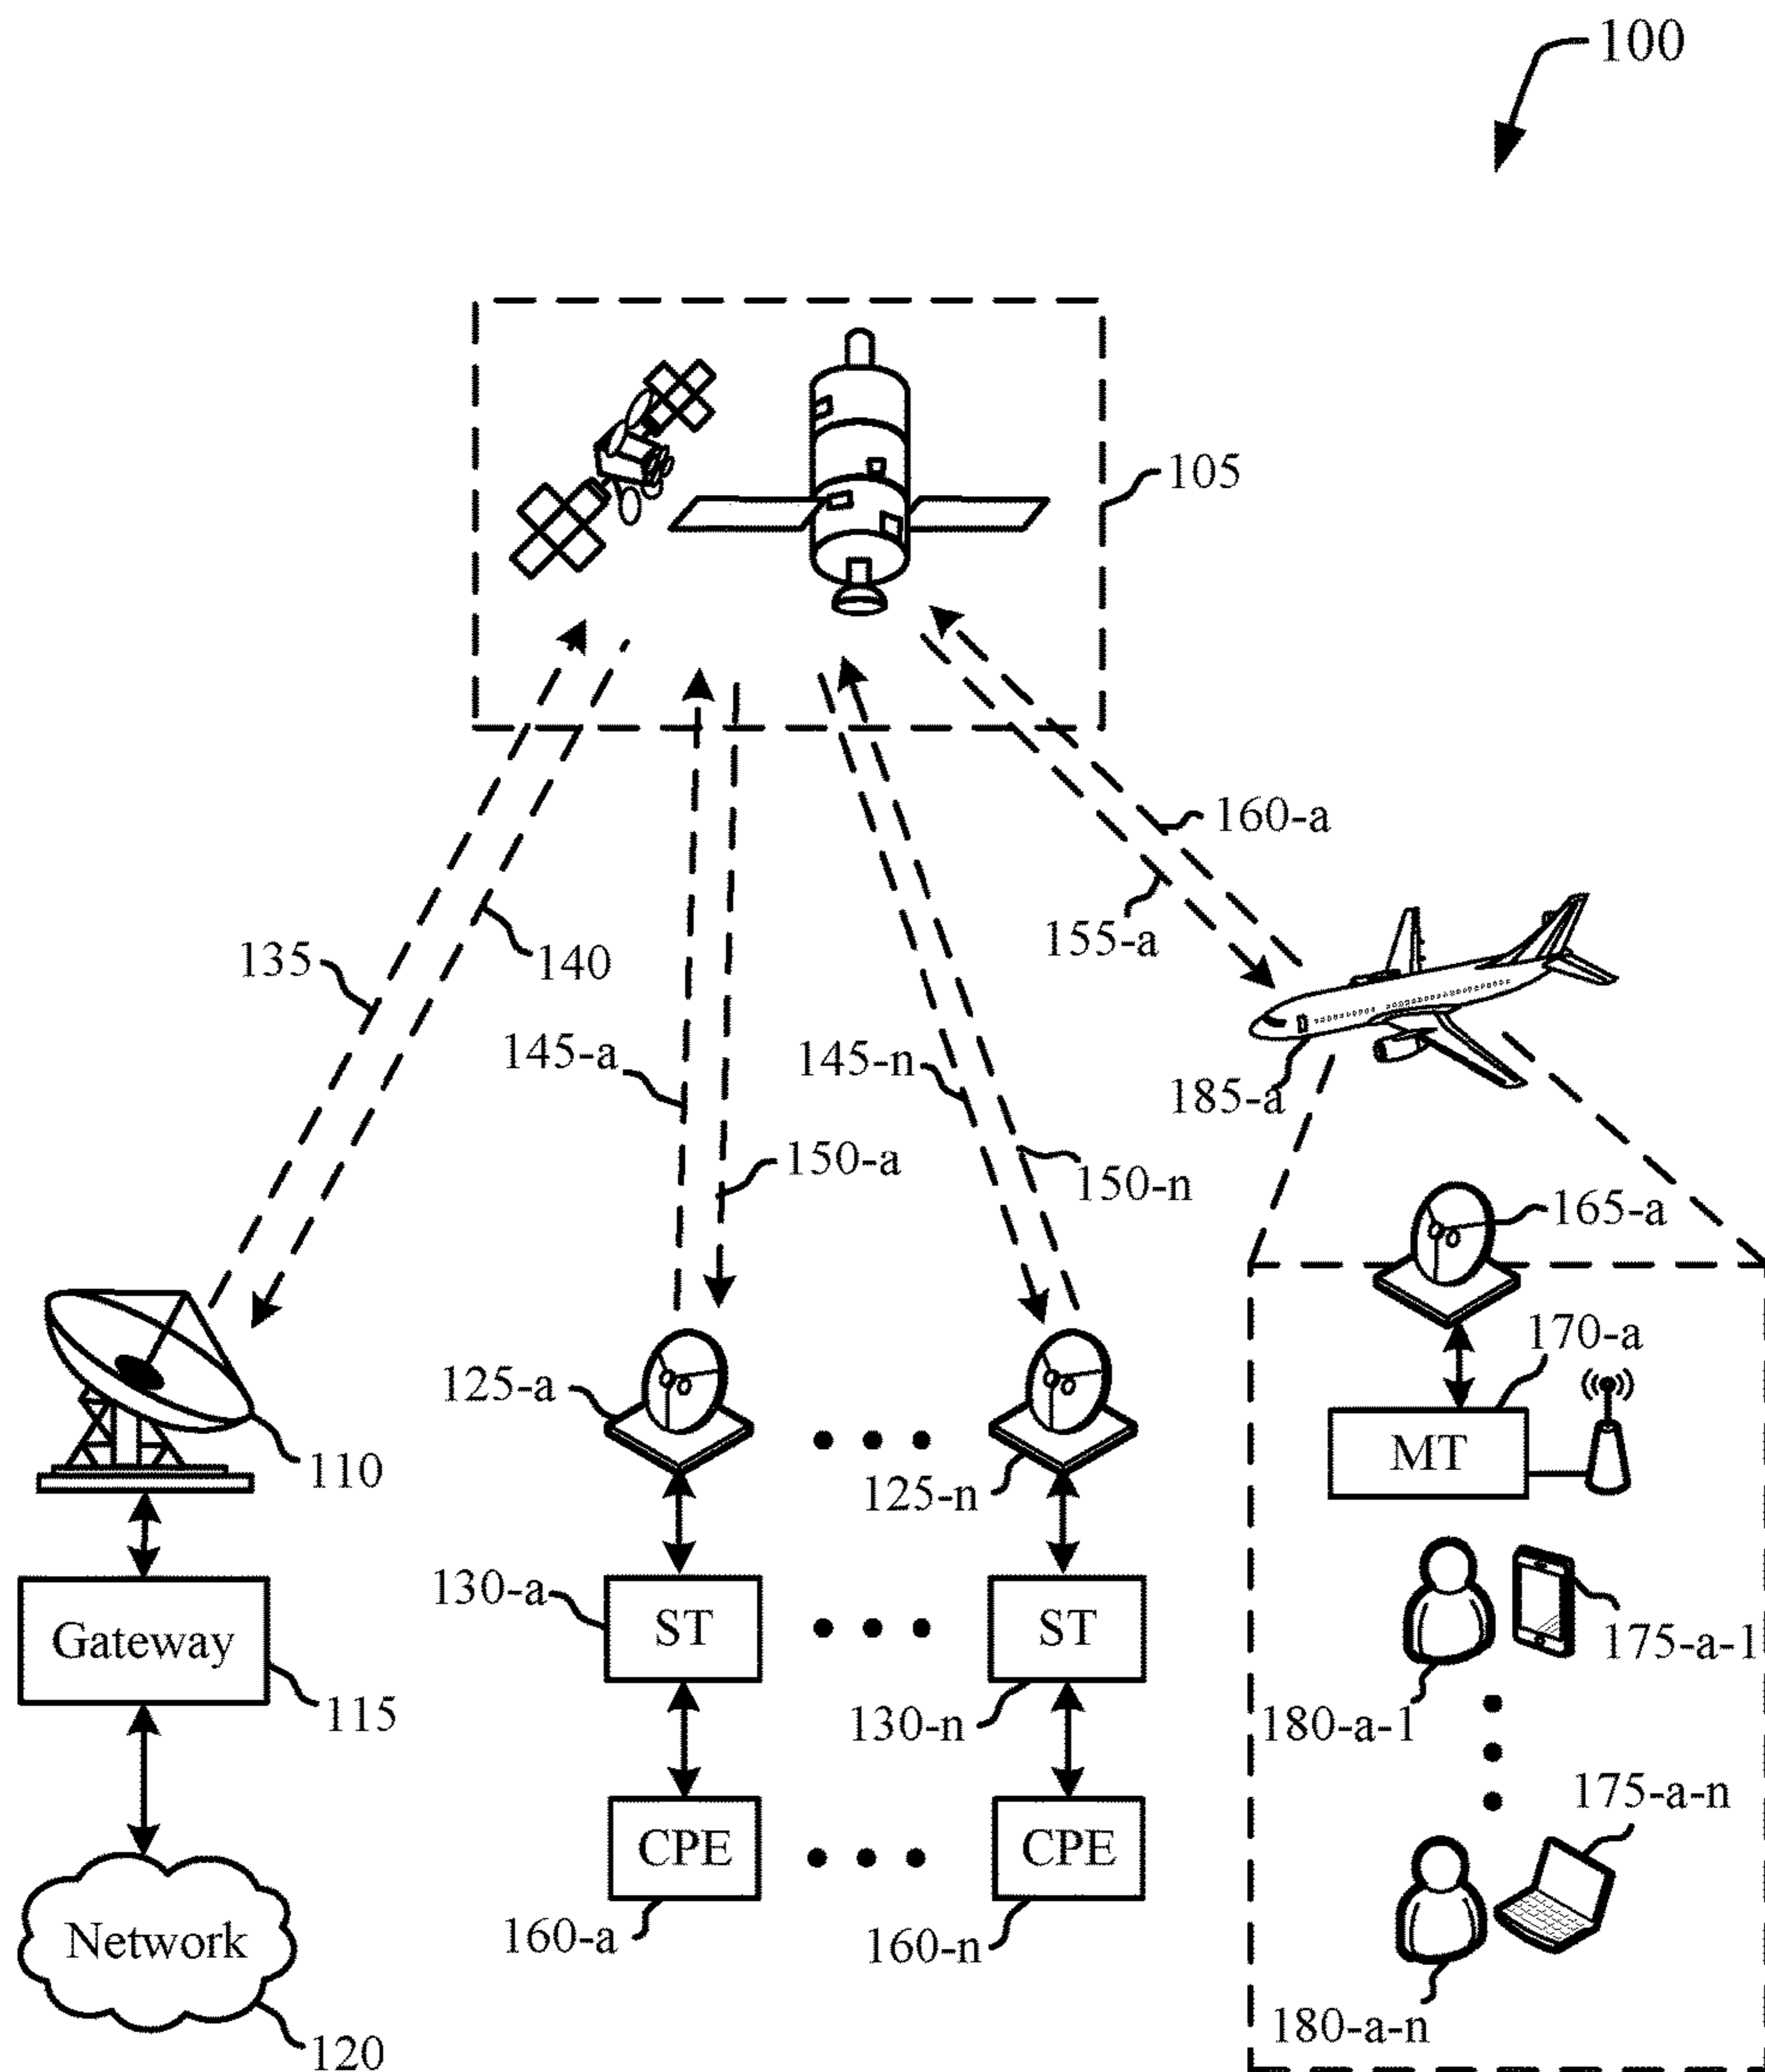 100
105
160-a
155-a
135
140
145-a
145-n
185-a
150-a
150-n
165-a
170-a
125-a
MT
110
125-n
130-a
ST
ST
Gateway
175-a-1
115
130-n
180-a-1
175-a-n
CPE
CPE
160-a
160-n
Network
180-a-n
120